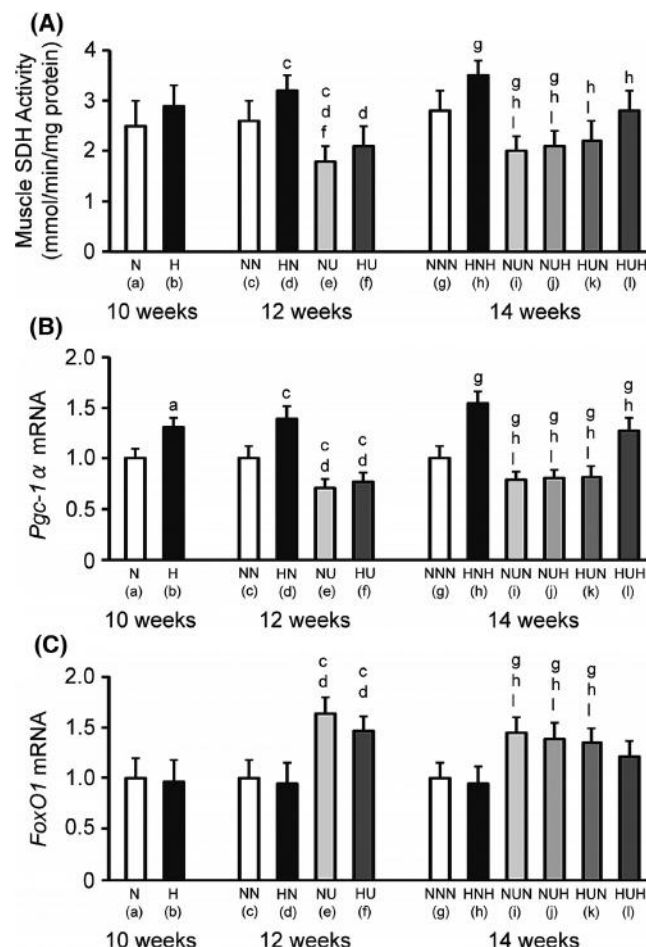 (A)
Muscle SDH Activity
(mmol/min/mg protein)
4
3
2
1
0
c
c
d
f
d
g
g
h
l
g
h
l
h
l
h
N H NN HN NU HU NNN HNH NUN NUH HUN HUH
(a) (b) (c) (d) (e) (f) (g) (h) (i) (j) (k) (l)
10 weeks 12 weeks 14 weeks
(B)
Pgc-1α mRNA
2.0
1.5
1.0
0.5
0
a
c
c
d
c
d
g
g
h
l
g
h
l
g
h
l
g
h
N H NN HN NU HU NNN HNH NUN NUH HUN HUH
(a) (b) (c) (d) (e) (f) (g) (h) (i) (j) (k) (l)
10 weeks 12 weeks 14 weeks
(C)
FoxO1 mRNA
2.0
1.5
1.0
1.5
0
c
d
c
d
g
h
l
g
h
l
g
h
l
N H NN HN NU HU NNN HNH NUN NUH HUN HUH
(a) (b) (c) (d) (e) (f) (g) (h) (i) (j) (k) (l)
10 weeks 12 weeks 14 weeks